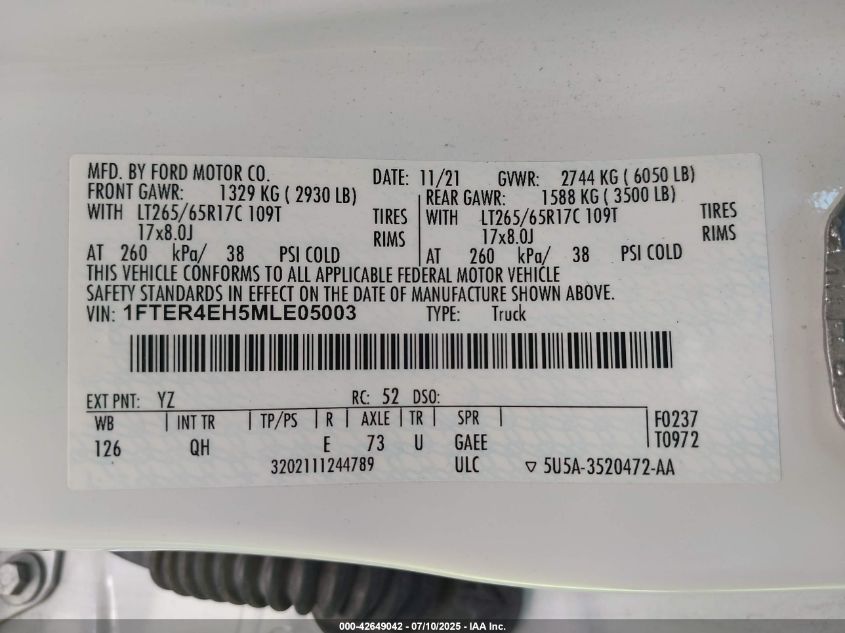 MFD. BY FORD MOTOR CO. DATE: 11/21 GVWR: 2744 KG ( 6050 LB)
FRONT GAWR: 1329 KG ( 2930 LB) REAR GAWR: 1588 KG ( 3500 LB)
WITH LT265/65R17C 109T TIRES WITH LT265/65R17C 109T TIRES
17x8.0J RIMS 17x8.0J RIMS
AT 260 kPa/ 38 PSI COLD AT 260 kPa/ 38 PSI COLD
THIS VEHICLE CONFORMS TO ALL APPLICABLE FEDERAL MOTOR VEHICLE
SAFETY STANDARDS IN EFFECT ON THE DATE OF MANUFACTURE SHOWN ABOVE.
VIN: 1FTER4EH5MLE05003 TYPE: Truck
EXT PNT: YZ RC: 52 DSO:
WB INT TR TP/PS R AXLE TR SPR F0237
126 QH E 73 U GAEE T0972
3202111244789 ULC ▽ 5U5A-3520472-AA
000-42649042 - 07/10/2025 - IAA Inc.